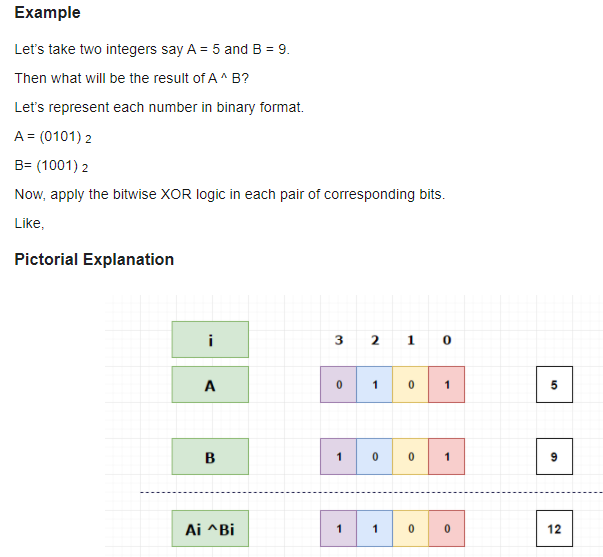 Example
Let's take two integers say A = 5 and B = 9.
Then what will be the result of A ^ B?
Let's represent each number in binary format.
A = (0101) 2
B= (1001) 2
Now, apply the bitwise XOR logic in each pair of corresponding bits.
Like,
Pictorial Explanation
i 3 2 1 0
A 0 1 0 1 5
B 1 0 0 1 9
Ai ^Bi 1 1 0 0 12